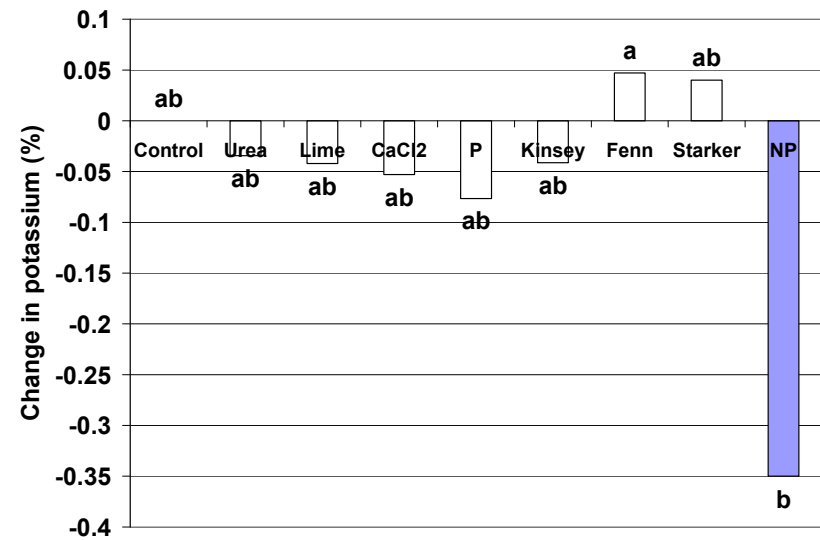 Change in potassium (%)
0.1
0.05
0
-0.05
-0.1
-0.15
-0.2
-0.25
-0.3
-0.35
-0.4
ab
ab
ab
ab
ab
ab
a
ab
b
Control Urea Lime CaCl2 P Kinsey Fenn Starker NP